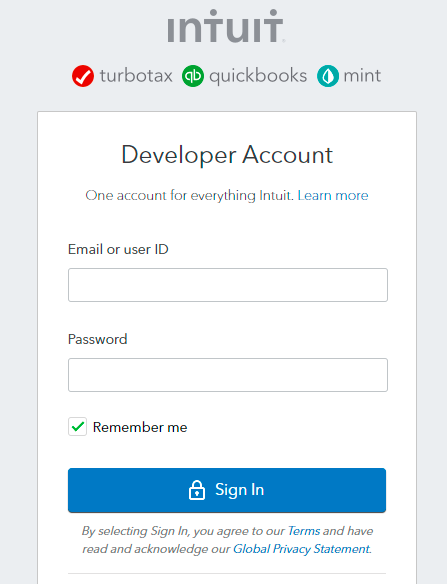 intuit
turbotax qb quickbooks mint
Developer Account
One account for everything Intuit. Learn more
Email or user ID
Password
Remember me
Sign In
By selecting Sign In, you agree to our Terms and have
read and acknowledge our Global Privacy Statement.